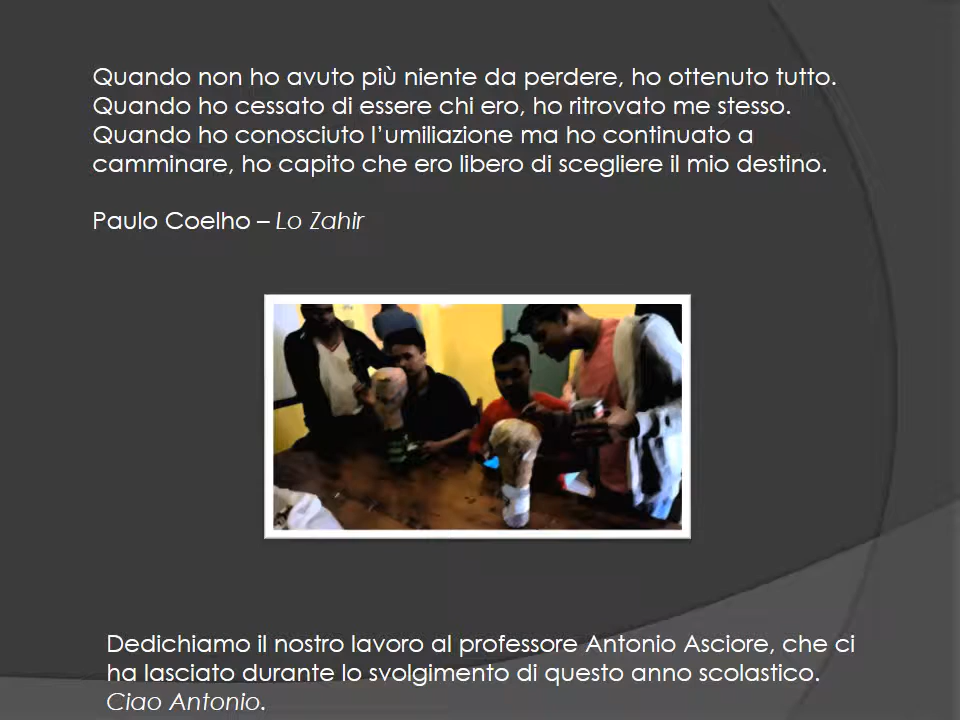 Quando non ho avuto più niente da perdere, ho ottenuto tutto.
Quando ho cessato di essere chi ero, ho ritrovato me stesso.
Quando ho conosciuto l’umiliazione ma ho continuato a
camminare, ho capito che ero libero di scegliere il mio destino.
Paulo Coelho – Lo Zahir
Dedichiamo il nostro lavoro al professore Antonio Asciore, che ci
ha lasciato durante lo svolgimento di questo anno scolastico.
Ciao Antonio.